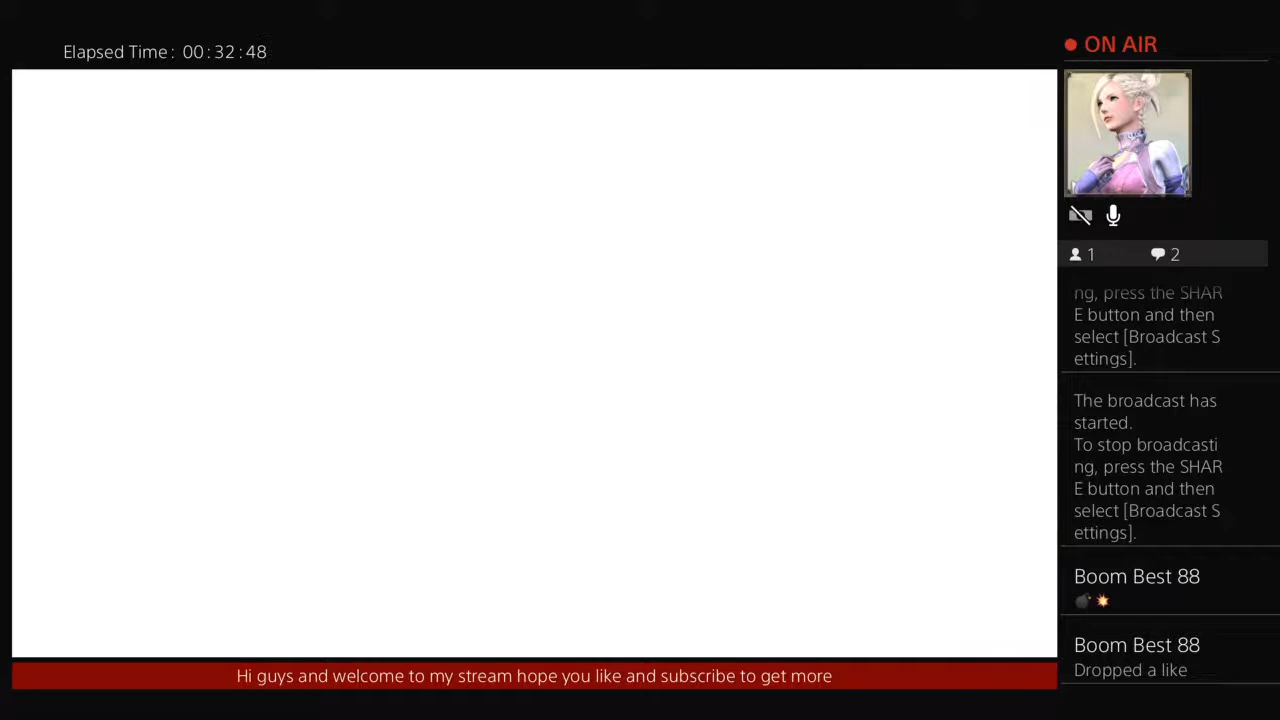 Elapsed Time: 00:32:48
ON AIR
1 2
ng, press the SHAR
E button and then
select [Broadcast S
ettings].
The broadcast has
started.
To stop broadcasti
ng, press the SHAR
E button and then
select [Broadcast S
ettings].
Boom Best 88
💣💥
Boom Best 88
Dropped a like
Hi guys and welcome to my stream hope you like and subscribe to get more